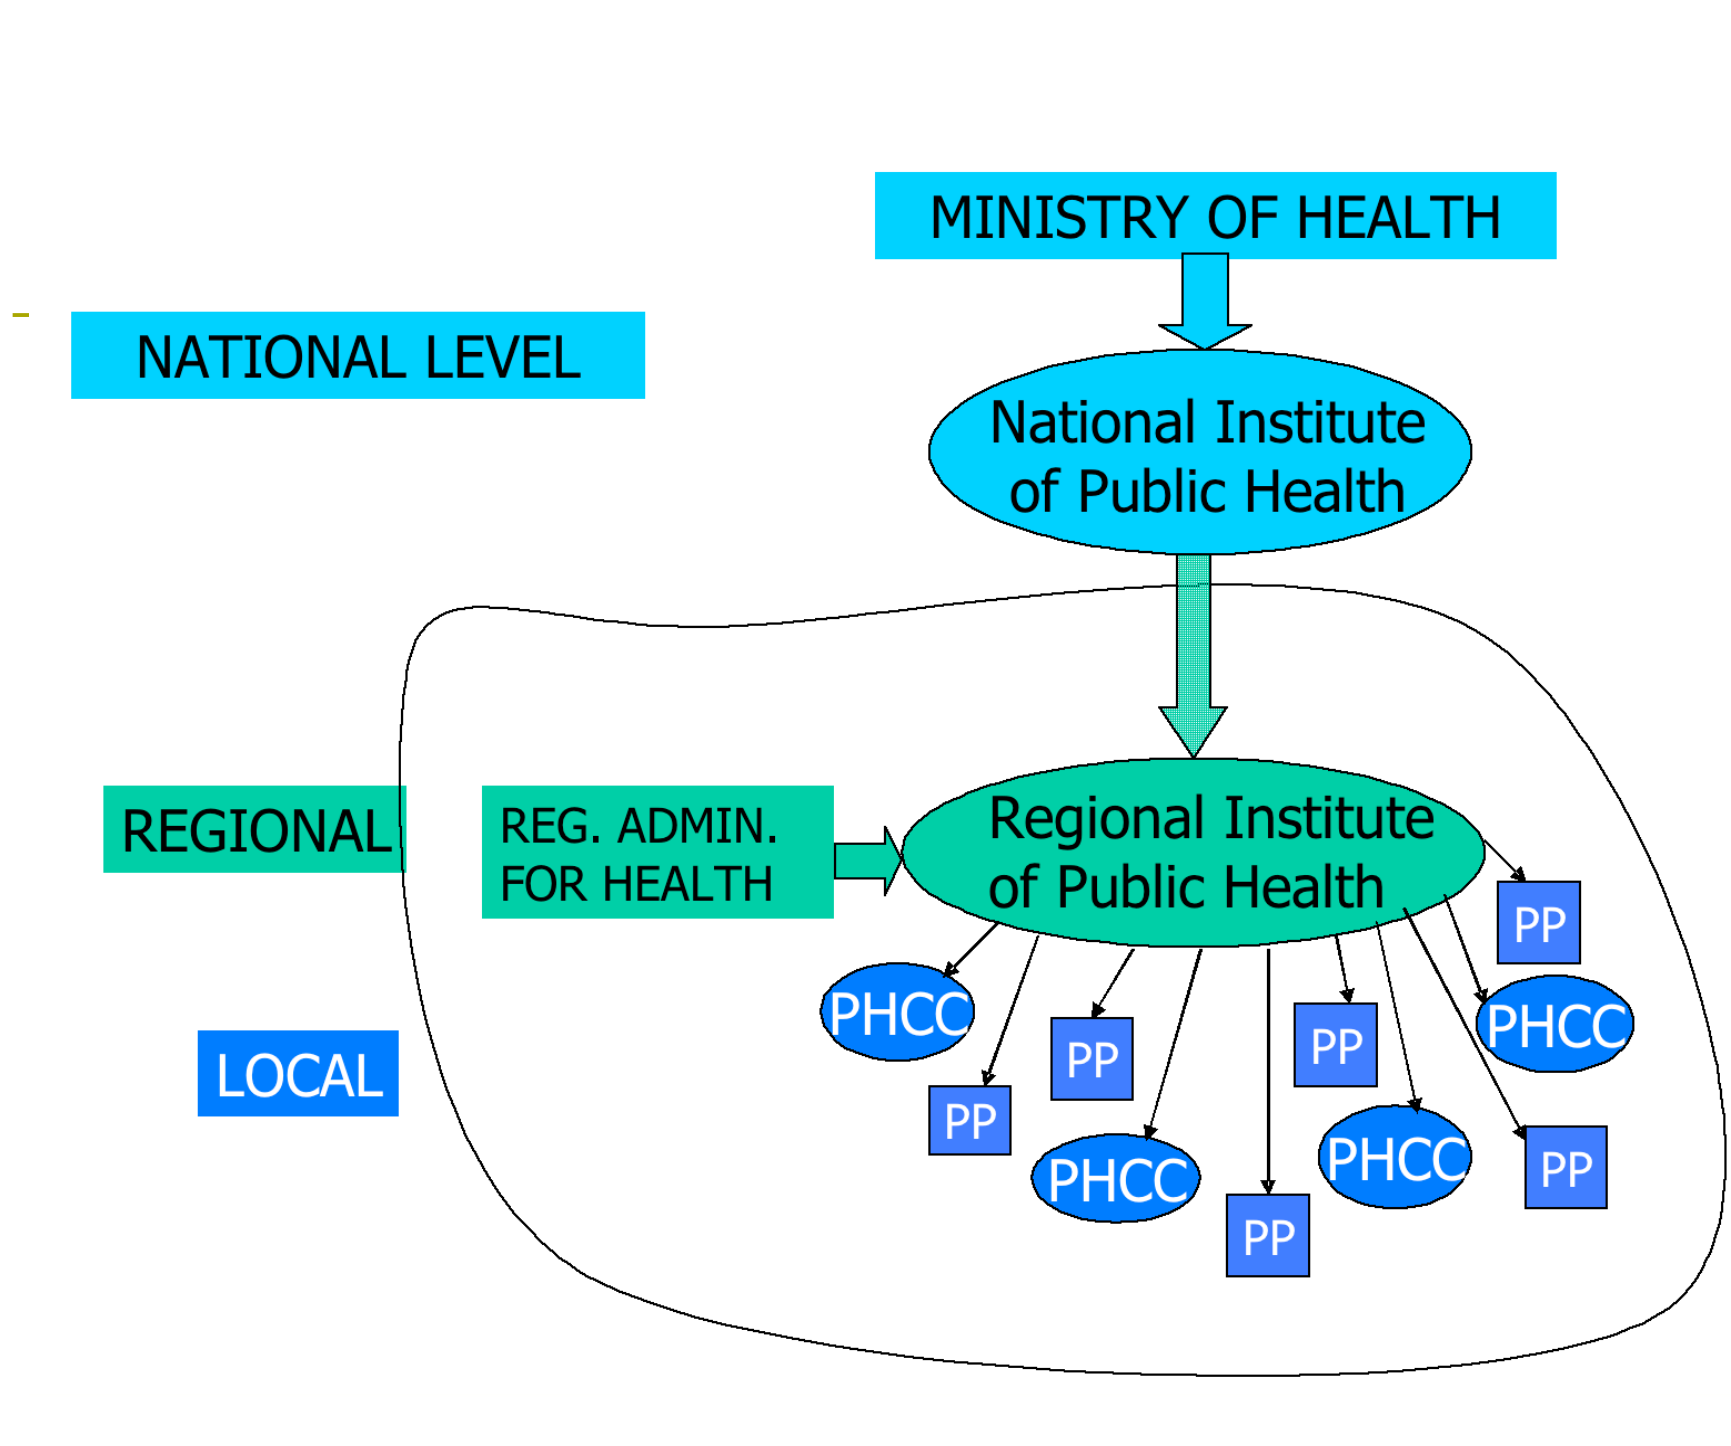 MINISTRY OF HEALTH
NATIONAL LEVEL
National Institute
of Public Health
REGIONAL
REG. ADMIN.
FOR HEALTH
Regional Institute
of Public Health
PP
PHCC
PP
PP
PHCC
LOCAL
PP
PHCC
PHCC
PP
PP